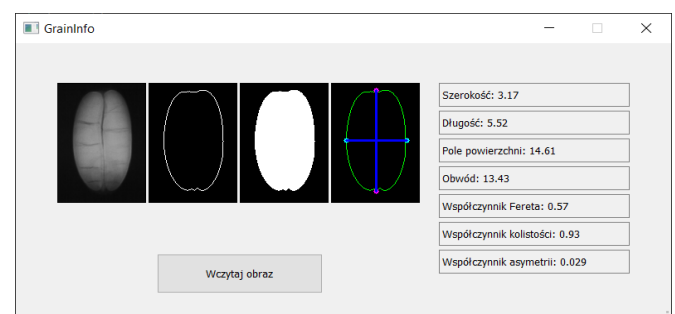 GrainInfo
Szerokość: 3.17
Długość: 5.52
Pole powierzchni: 14.61
Obwód: 13.43
Współczynnik Fereta: 0.57
Współczynnik kolistości: 0.93
Współczynnik asymetrii: 0.029
Wczytaj obraz